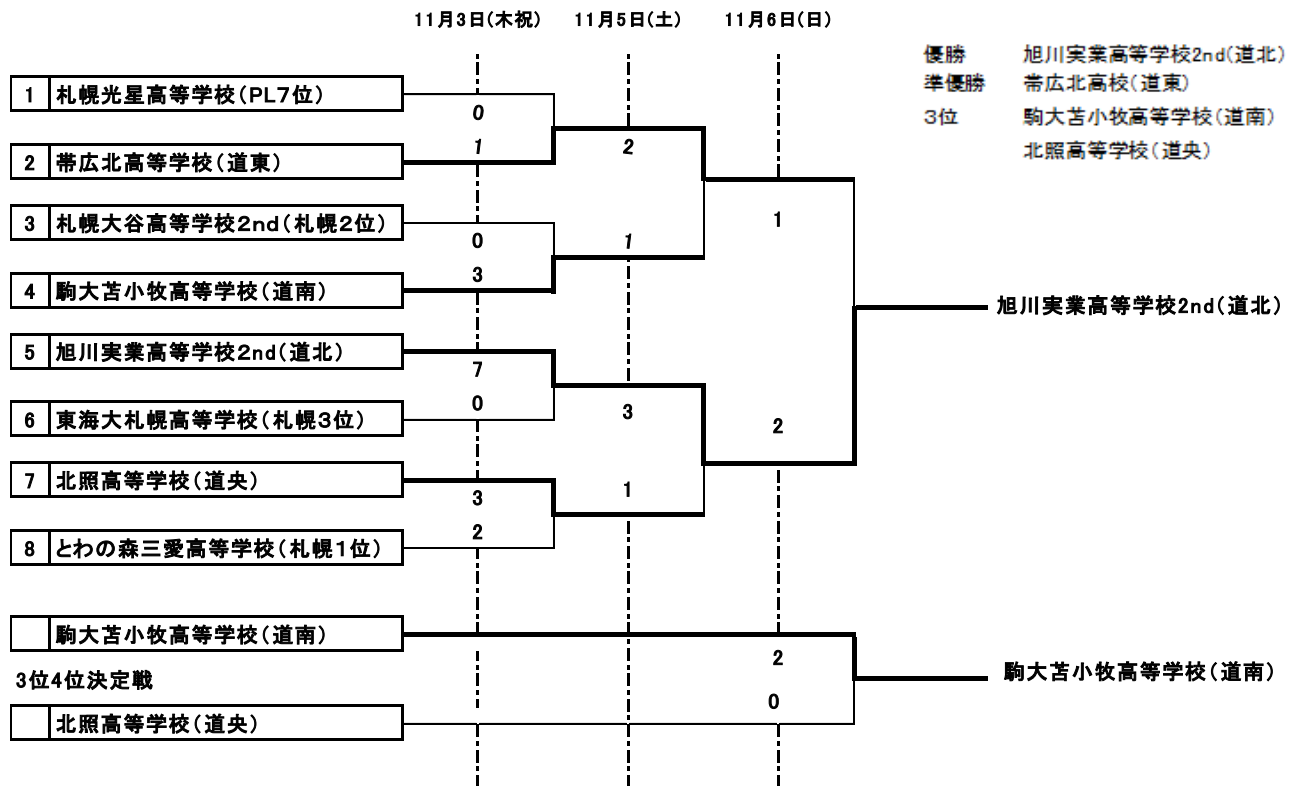 11月3日(木祝) 11月5日(土) 11月6日(日)
優勝 旭川実業高等学校2nd(道北)
準優勝 帯広北高校(道東)
3位 駒大苫小牧高等学校(道南)
北照高等学校(道央)
1 札幌光星高等学校(PL7位)
0
1
2 帯広北高等学校(道東)
2
3 札幌大谷高等学校2nd(札幌2位)
0
1
1
3
4 駒大苫小牧高等学校(道南)
旭川実業高等学校2nd(道北)
5 旭川実業高等学校2nd(道北)
7
0
3
2
6 東海大札幌高等学校(札幌3位)
7 北照高等学校(道央)
3
1
2
8 とわの森三愛高等学校(札幌1位)
駒大苫小牧高等学校(道南)
2
3位4位決定戦
駒大苫小牧高等学校(道南)
0
北照高等学校(道央)